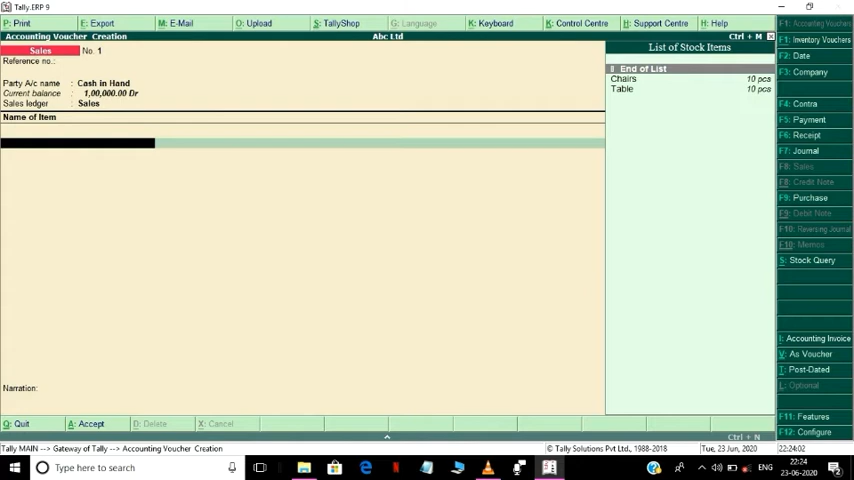 Tally.ERP 9
P: Print
E: Export
M: E-Mail
O: Upload
S: TallyShop
G: Language
K: Keyboard
K: Control Centre
H: Support Centre
H: Help
Accounting Voucher Creation
Abc Ltd
Ctrl + M
Sales No. 1
Reference no.:
Party A/c name : Cash in Hand
Current balance : 1,00,000.00 Dr
Sales ledger : Sales
Name of Item
List of Stock Items
End of List
Chairs 10 pcs
Table 10 pcs
F1: Accounting Vouchers
F1: Inventory Vouchers
F2: Date
F3: Company
F4: Contra
F5: Payment
F6: Receipt
F7: Journal
F8: Sales
F8: Credit Note
F9: Purchase
F9: Debit Note
F10: Reversing Journal
F10: Memos
S: Stock Query
I: Accounting Invoice
V: As Voucher
T: Post-Dated
L: Optional
F11: Features
F12: Configure
Narration:
Q: Quit
A: Accept
D: Delete
X: Cancel
Ctrl + N
Tally MAIN --> Gateway of Tally --> Accounting Voucher Creation
© Tally Solutions Pvt Ltd., 1988-2018
Tue, 23 Jun, 2020
22:24:02
Type here to search
ENG
22:24
23-06-2020
2